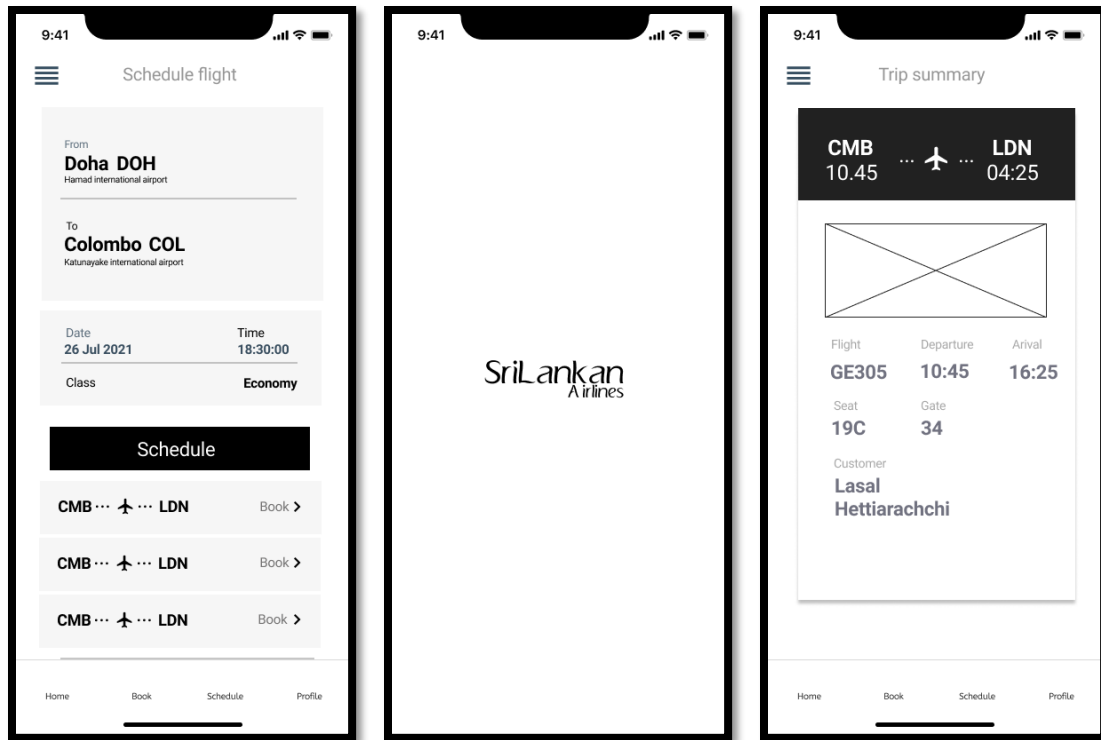 9:41
Schedule flight
From
Doha DOH
Hamad international airport
To
Colombo COL
Katunayake international airport
Date Time
26 Jul 2021 18:30:00
Class Economy
Schedule
CMB ··· ··· LDN Book >
CMB ··· ··· LDN Book >
CMB ··· ··· LDN Book >
Home Book Schedule Profile
9:41
SriLankan
Airlines
9:41
Trip summary
CMB ··· ··· LDN
10.45 04:25
Flight Departure Arival
GE305 10:45 16:25
Seat Gate
19C 34
Customer
Lasal
Hettiarachchi
Home Book Schedule Profile